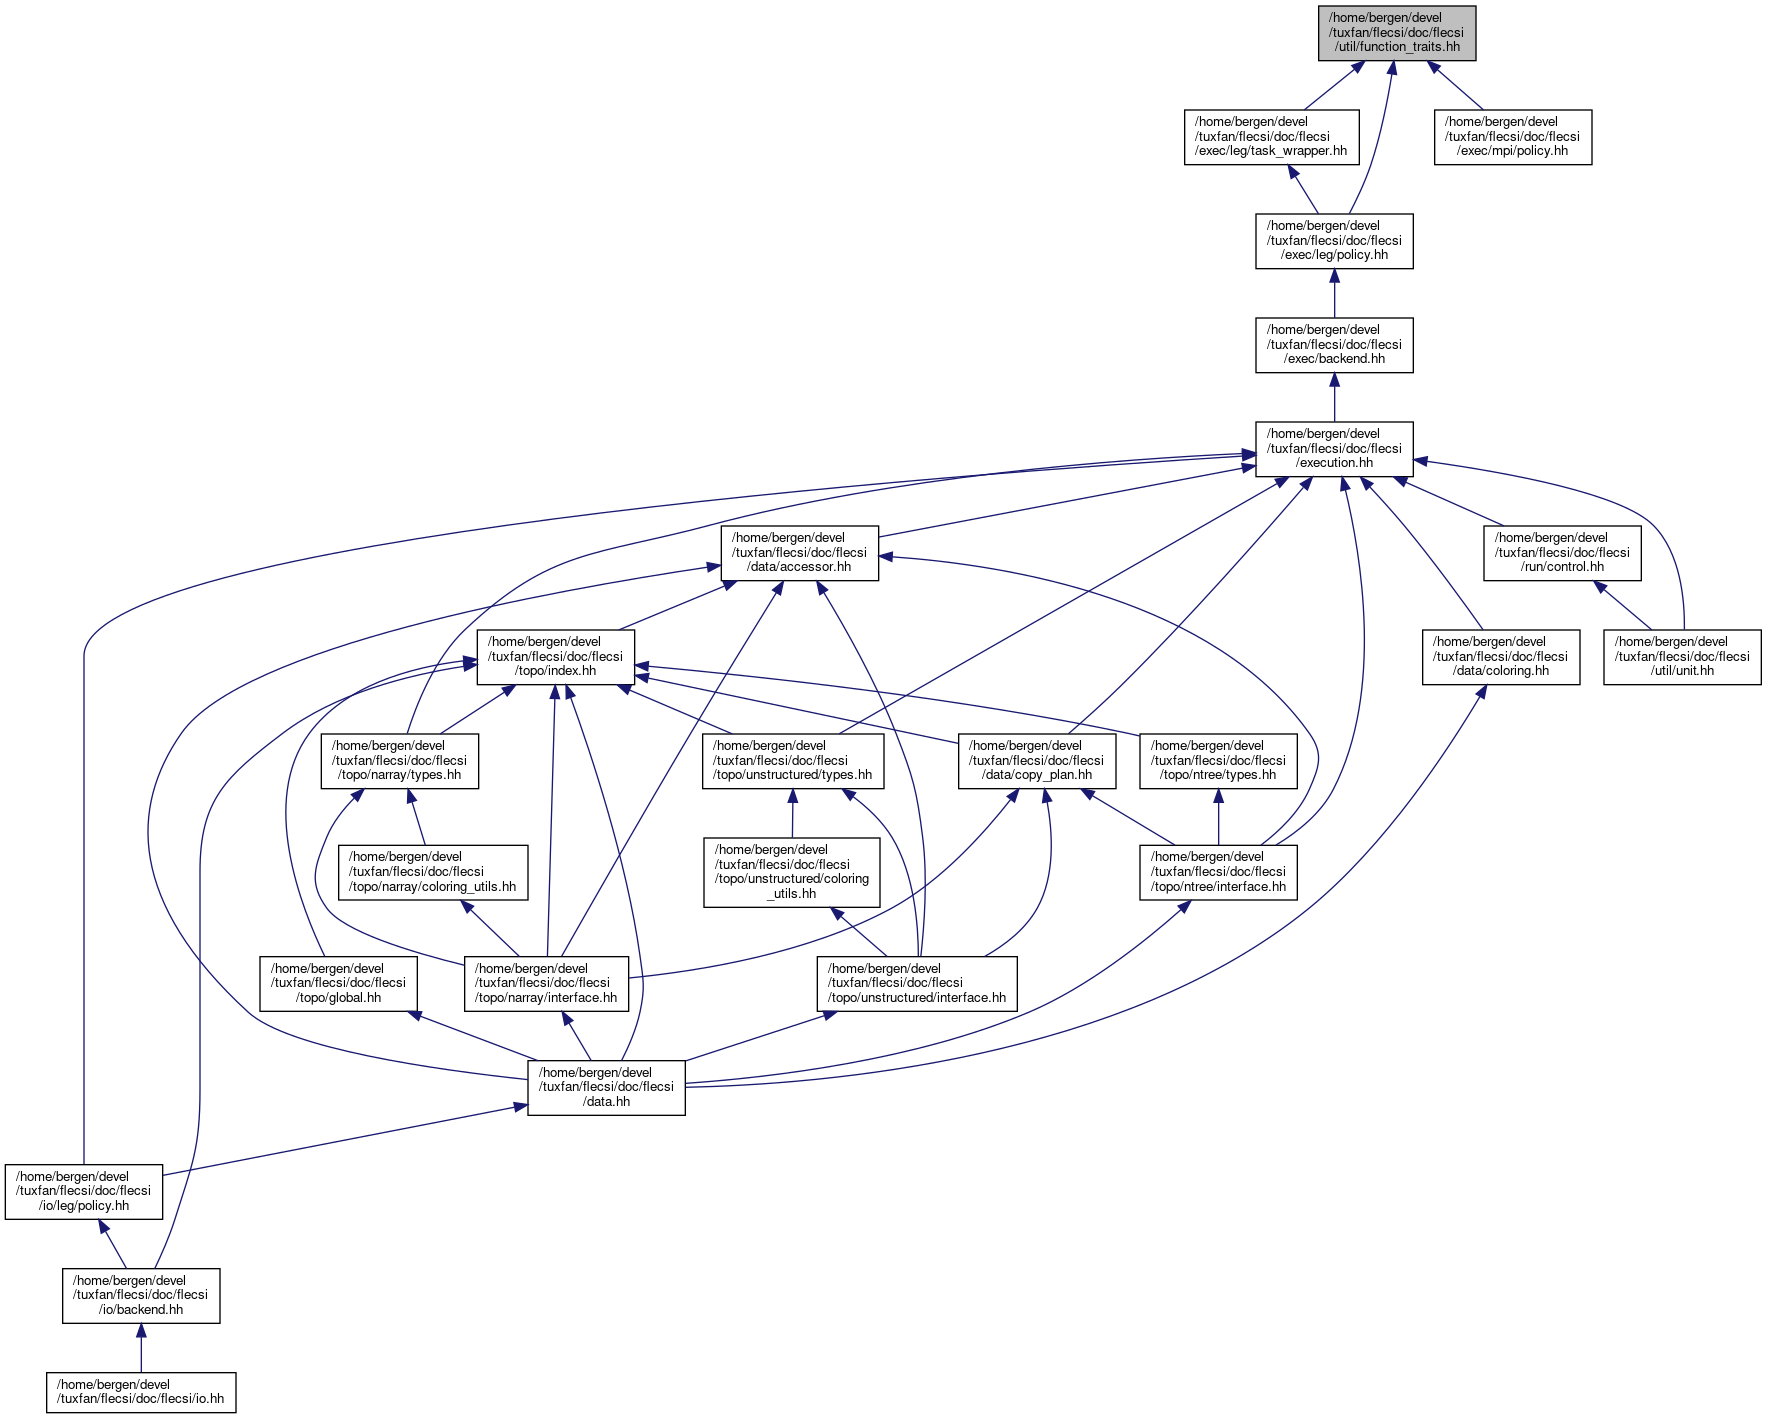 /home/bergen/devel
/tuxfan/flecsi/doc/flecsi
/util/function_traits.hh
/home/bergen/devel
/tuxfan/flecsi/doc/flecsi
/exec/leg/task_wrapper.hh
/home/bergen/devel
/tuxfan/flecsi/doc/flecsi
/exec/mpi/policy.hh
/home/bergen/devel
/tuxfan/flecsi/doc/flecsi
/exec/leg/policy.hh
/home/bergen/devel
/tuxfan/flecsi/doc/flecsi
/exec/backend.hh
/home/bergen/devel
/tuxfan/flecsi/doc/flecsi
/execution.hh
/home/bergen/devel
/tuxfan/flecsi/doc/flecsi
/data/accessor.hh
/home/bergen/devel
/tuxfan/flecsi/doc/flecsi
/run/control.hh
/home/bergen/devel
/tuxfan/flecsi/doc/flecsi
/topo/index.hh
/home/bergen/devel
/tuxfan/flecsi/doc/flecsi
/data/coloring.hh
/home/bergen/devel
/tuxfan/flecsi/doc/flecsi
/util/unit.hh
/home/bergen/devel
/tuxfan/flecsi/doc/flecsi
/topo/narray/types.hh
/home/bergen/devel
/tuxfan/flecsi/doc/flecsi
/topo/unstructured/types.hh
/home/bergen/devel
/tuxfan/flecsi/doc/flecsi
/data/copy_plan.hh
/home/bergen/devel
/tuxfan/flecsi/doc/flecsi
/topo/ntree/types.hh
/home/bergen/devel
/tuxfan/flecsi/doc/flecsi
/topo/narray/coloring_utils.hh
/home/bergen/devel
/tuxfan/flecsi/doc/flecsi
/topo/unstructured/coloring
_utils.hh
/home/bergen/devel
/tuxfan/flecsi/doc/flecsi
/topo/ntree/interface.hh
/home/bergen/devel
/tuxfan/flecsi/doc/flecsi
/topo/global.hh
/home/bergen/devel
/tuxfan/flecsi/doc/flecsi
/topo/narray/interface.hh
/home/bergen/devel
/tuxfan/flecsi/doc/flecsi
/topo/unstructured/interface.hh
/home/bergen/devel
/tuxfan/flecsi/doc/flecsi
/data.hh
/home/bergen/devel
/tuxfan/flecsi/doc/flecsi
/io/leg/policy.hh
/home/bergen/devel
/tuxfan/flecsi/doc/flecsi
/io/backend.hh
/home/bergen/devel
/tuxfan/flecsi/doc/flecsi/io.hh